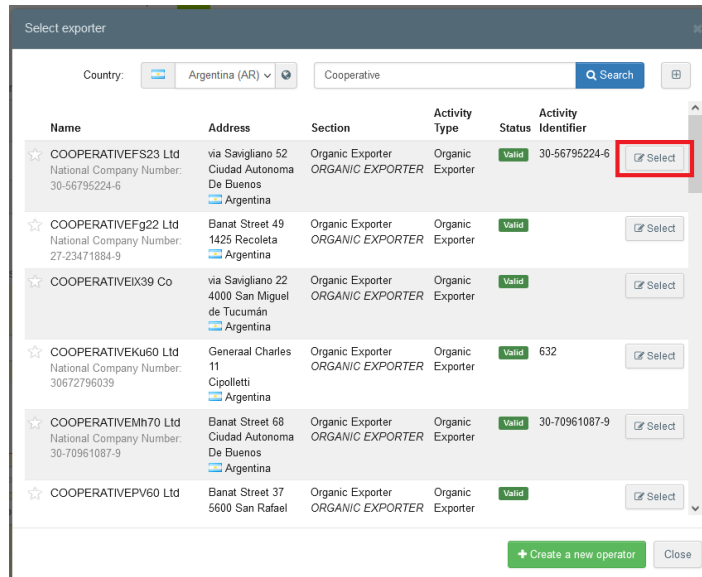 Select exporter
Country: Argentina (AR) Cooperative Search
Name Address Section Activity Type Status Activity Identifier
COOPERATIVEFS23 Ltd
National Company Number:
30-56795224-6
via Savigliano 52
Ciudad Autonoma
De Buenos
Argentina
Organic Exporter
ORGANIC EXPORTER
Organic
Exporter
Valid
30-56795224-6
Select
COOPERATIVEFg22 Ltd
National Company Number:
27-23471884-9
Banat Street 49
1425 Recoleta
Argentina
Organic Exporter
ORGANIC EXPORTER
Organic
Exporter
Valid
Select
COOPERATIVEIX39 Co
via Savigliano 22
4000 San Miguel
de Tucumán
Argentina
Organic Exporter
ORGANIC EXPORTER
Organic
Exporter
Valid
Select
COOPERATIVEKu60 Ltd
National Company Number:
30672796039
Generaal Charles
11
Cipolletti
Argentina
Organic Exporter
ORGANIC EXPORTER
Organic
Exporter
Valid
632
Select
COOPERATIVEMh70 Ltd
National Company Number:
30-70961087-9
Banat Street 68
Ciudad Autonoma
De Buenos
Argentina
Organic Exporter
ORGANIC EXPORTER
Organic
Exporter
Valid
30-70961087-9
Select
COOPERATIVEPV60 Ltd
Banat Street 37
5600 San Rafael
Organic Exporter
ORGANIC EXPORTER
Organic
Exporter
Valid
Select
Create a new operator
Close